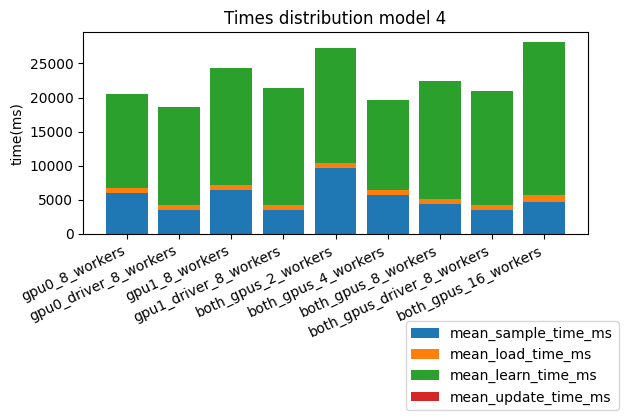 Times distribution model 4
time(ms)
25000
20000
15000
10000
5000
0
gpu0_8_workers
gpu0_driver_8_workers
gpu1_8_workers
gpu1_driver_8_workers
both_gpus_2_workers
both_gpus_4_workers
both_gpus_8_workers
both_gpus_driver_8_workers
both_gpus_16_workers
mean_sample_time_ms
mean_load_time_ms
mean_learn_time_ms
mean_update_time_ms